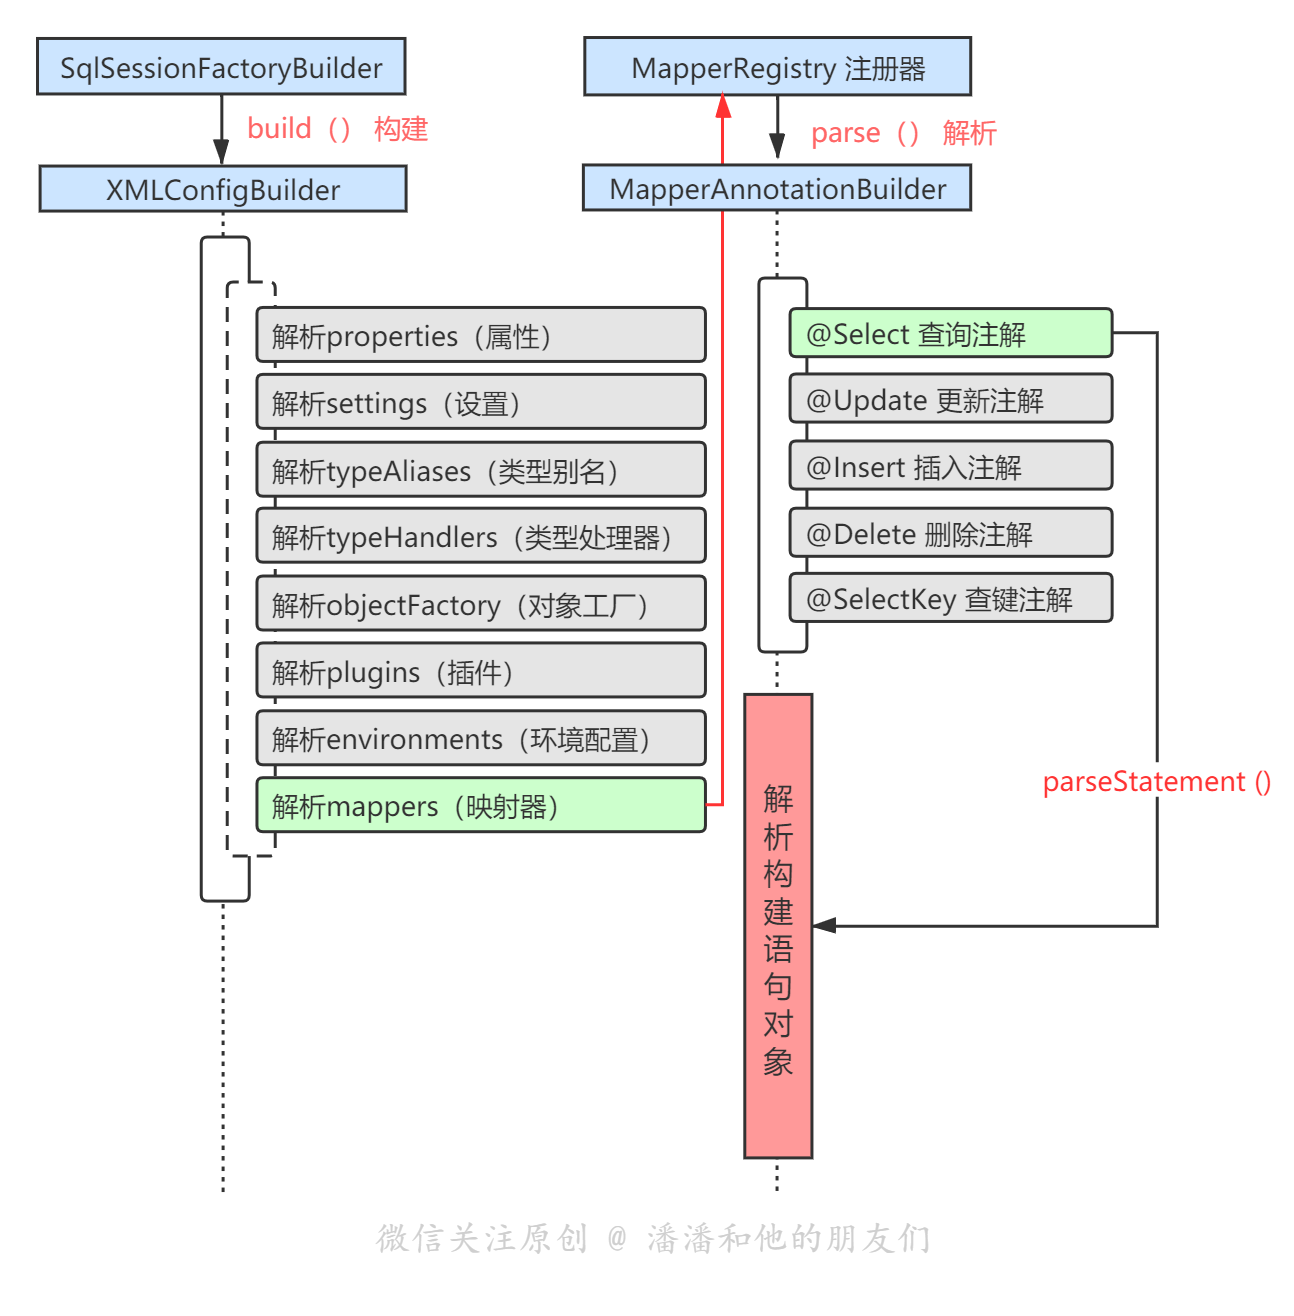 SqlSessionFactoryBuilder
build（） 构建
XMLConfigBuilder
解析properties（属性）
解析settings（设置）
解析typeAliases（类型别名）
解析typeHandlers（类型处理器）
解析objectFactory（对象工厂）
解析plugins（插件）
解析environments（环境配置）
解析mappers（映射器）
MapperRegistry 注册器
parse（） 解析
MapperAnnotationBuilder
@Select 查询注解
@Update 更新注解
@Insert 插入注解
@Delete 删除注解
@SelectKey 查键注解
parseStatement ()
解析构建语句对象
微信关注原创 @ 潘潘和他的朋友们